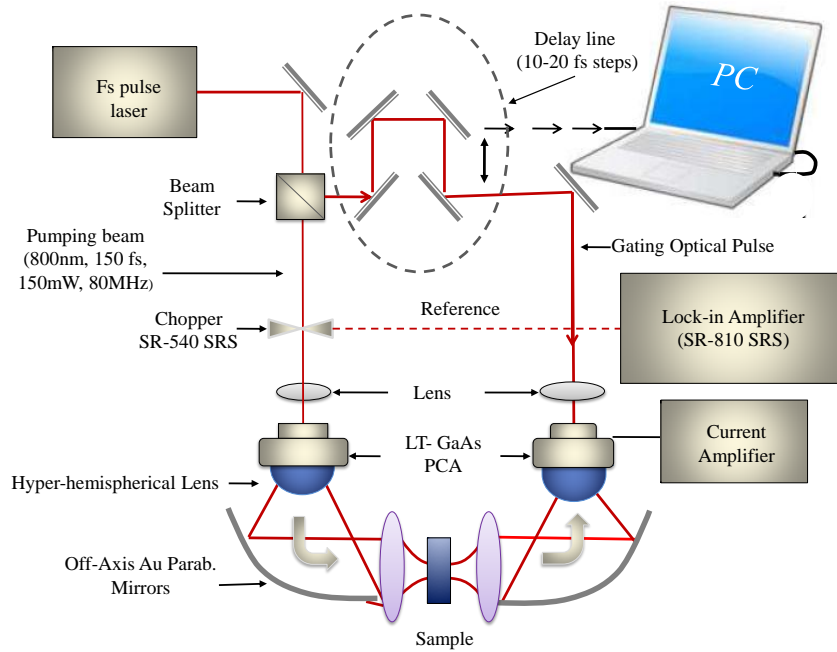 Delay line
(10-20 fs steps)
PC
Fs pulse
laser
Beam
Splitter
Pumping beam
(800nm, 150 fs,
150mW, 80MHz)
Gating Optical Pulse
Chopper
SR-540 SRS
Reference
Lock-in Amplifier
(SR-810 SRS)
Lens
LT- GaAs
PCA
Current
Amplifier
Hyper-hemispherical Lens
Off-Axis Au Parab.
Mirrors
Sample